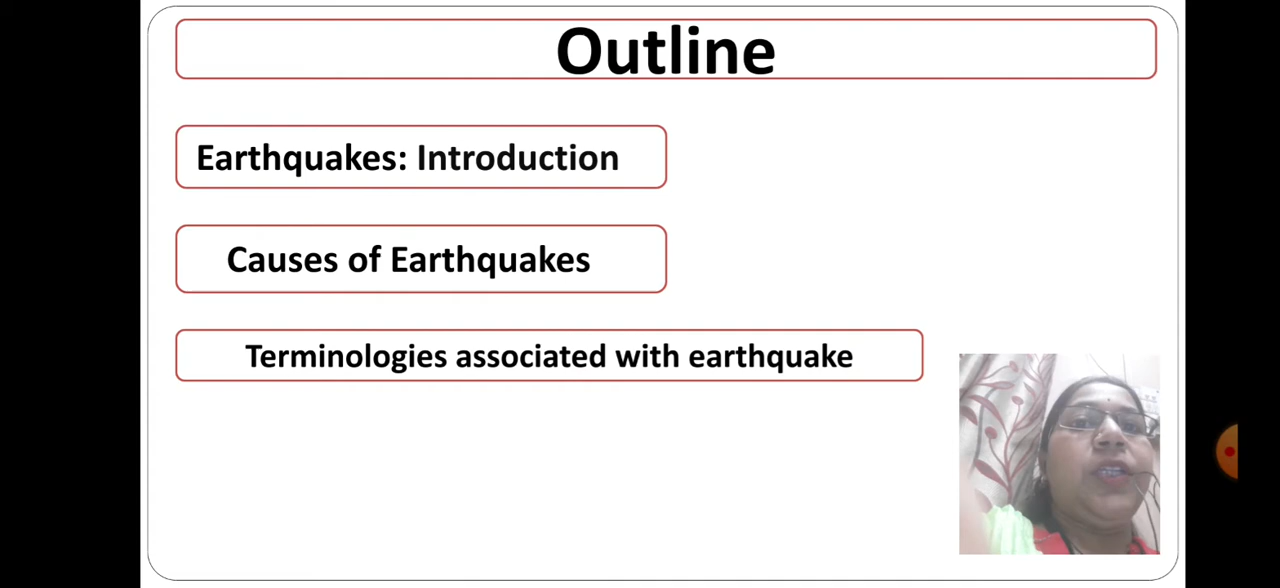 Outline
Earthquakes: Introduction
Causes of Earthquakes
Terminologies associated with earthquake